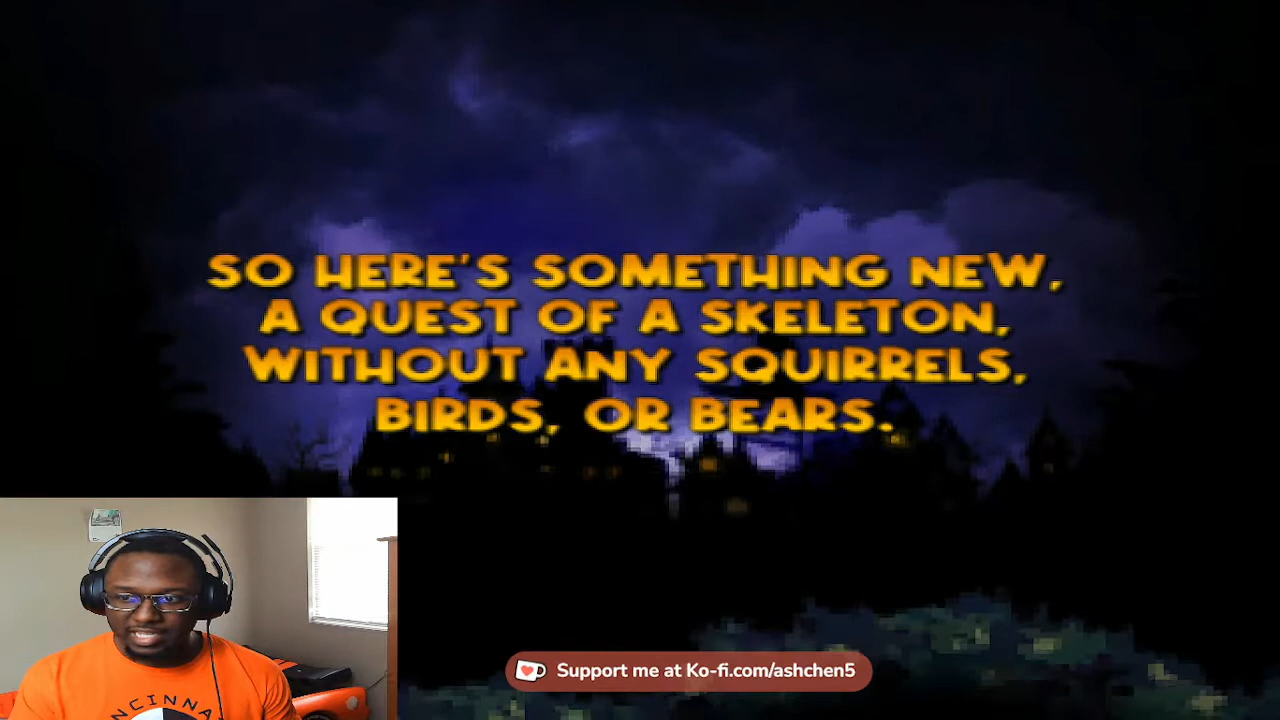 SO HERE'S SOMETHING NEW,
A QUEST OF A SKELETON,
WITHOUT ANY SQUIRRELS,
BIRDS, OR BEARS.
Support me at Ko-fi.com/ashchen5